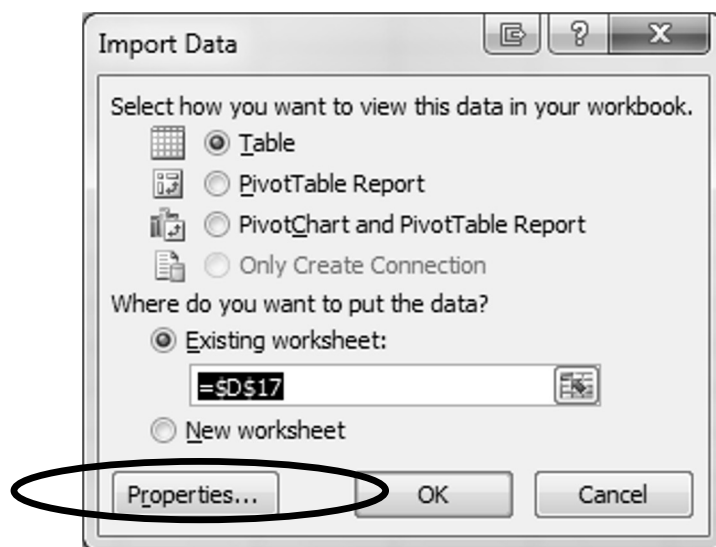 Import Data
?
X
Select how you want to view this data in your workbook.
Table
PivotTable Report
PivotChart and PivotTable Report
Only Create Connection
Where do you want to put the data?
Existing worksheet:
=$D$17
New worksheet
Properties...
OK
Cancel